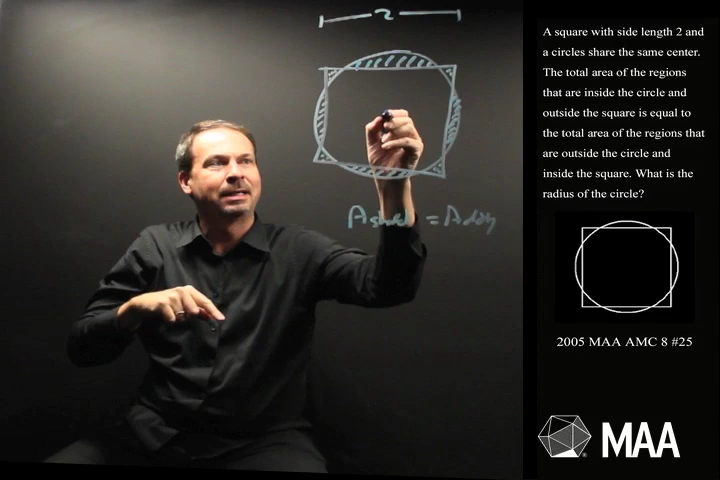 2
A = A
A square with side length 2 and
a circles share the same center.
The total area of the regions
that are inside the circle and
outside the square is equal to
the total area of the regions that
are outside the circle and
inside the square. What is the
radius of the circle?
2005 MAA AMC 8 #25
MAA